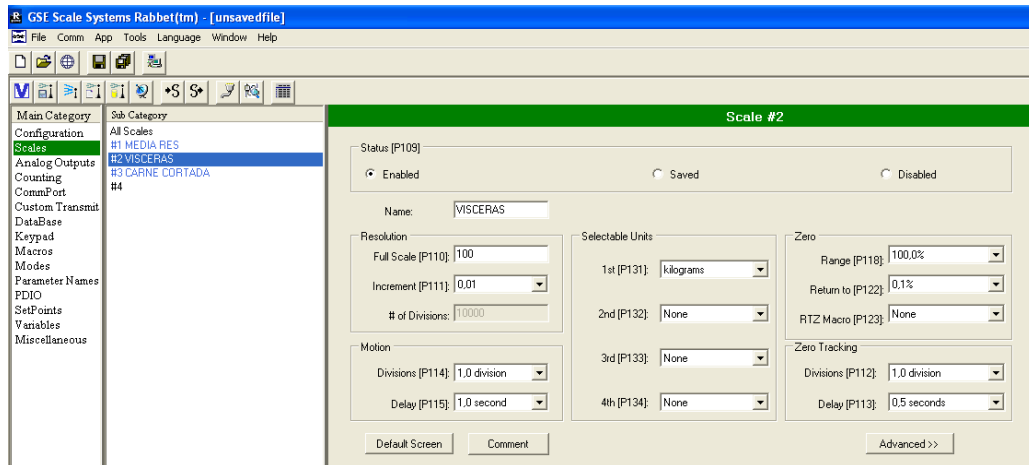 GSE Scale Systems Rabbet(tm) - [unsavedfile]
File Comm App Tools Language Window Help
Main Category
Configuration
Scales
Analog Outputs
Counting
CommPort
Custom Transmit
DataBase
Keypad
Macros
Modes
Parameter Names
PDIO
SetPoints
Variables
Miscellaneous
Sub Category
All Scales
#1 MEDIA RES
#2 VISCERAS
#3 CARNE CORTADA
#4
Scale #2
Status [P109]
Enabled Saved Disabled
Name: VISCERAS
Resolution
Full Scale [P110]: 100
Increment [P111]: 0,01
# of Divisions: 10000
Motion
Divisions [P114]: 1,0 division
Delay [P115]: 1,0 second
Selectable Units
1st [P131]: kilograms
2nd [P132]: None
3rd [P133]: None
4th [P134]: None
Zero
Range [P118]: 100,0%
Return to [P122]: 0,1%
RTZ Macro [P123]: None
Zero Tracking
Divisions [P112]: 1,0 division
Delay [P113]: 0,5 seconds
Default Screen Comment Advanced >>